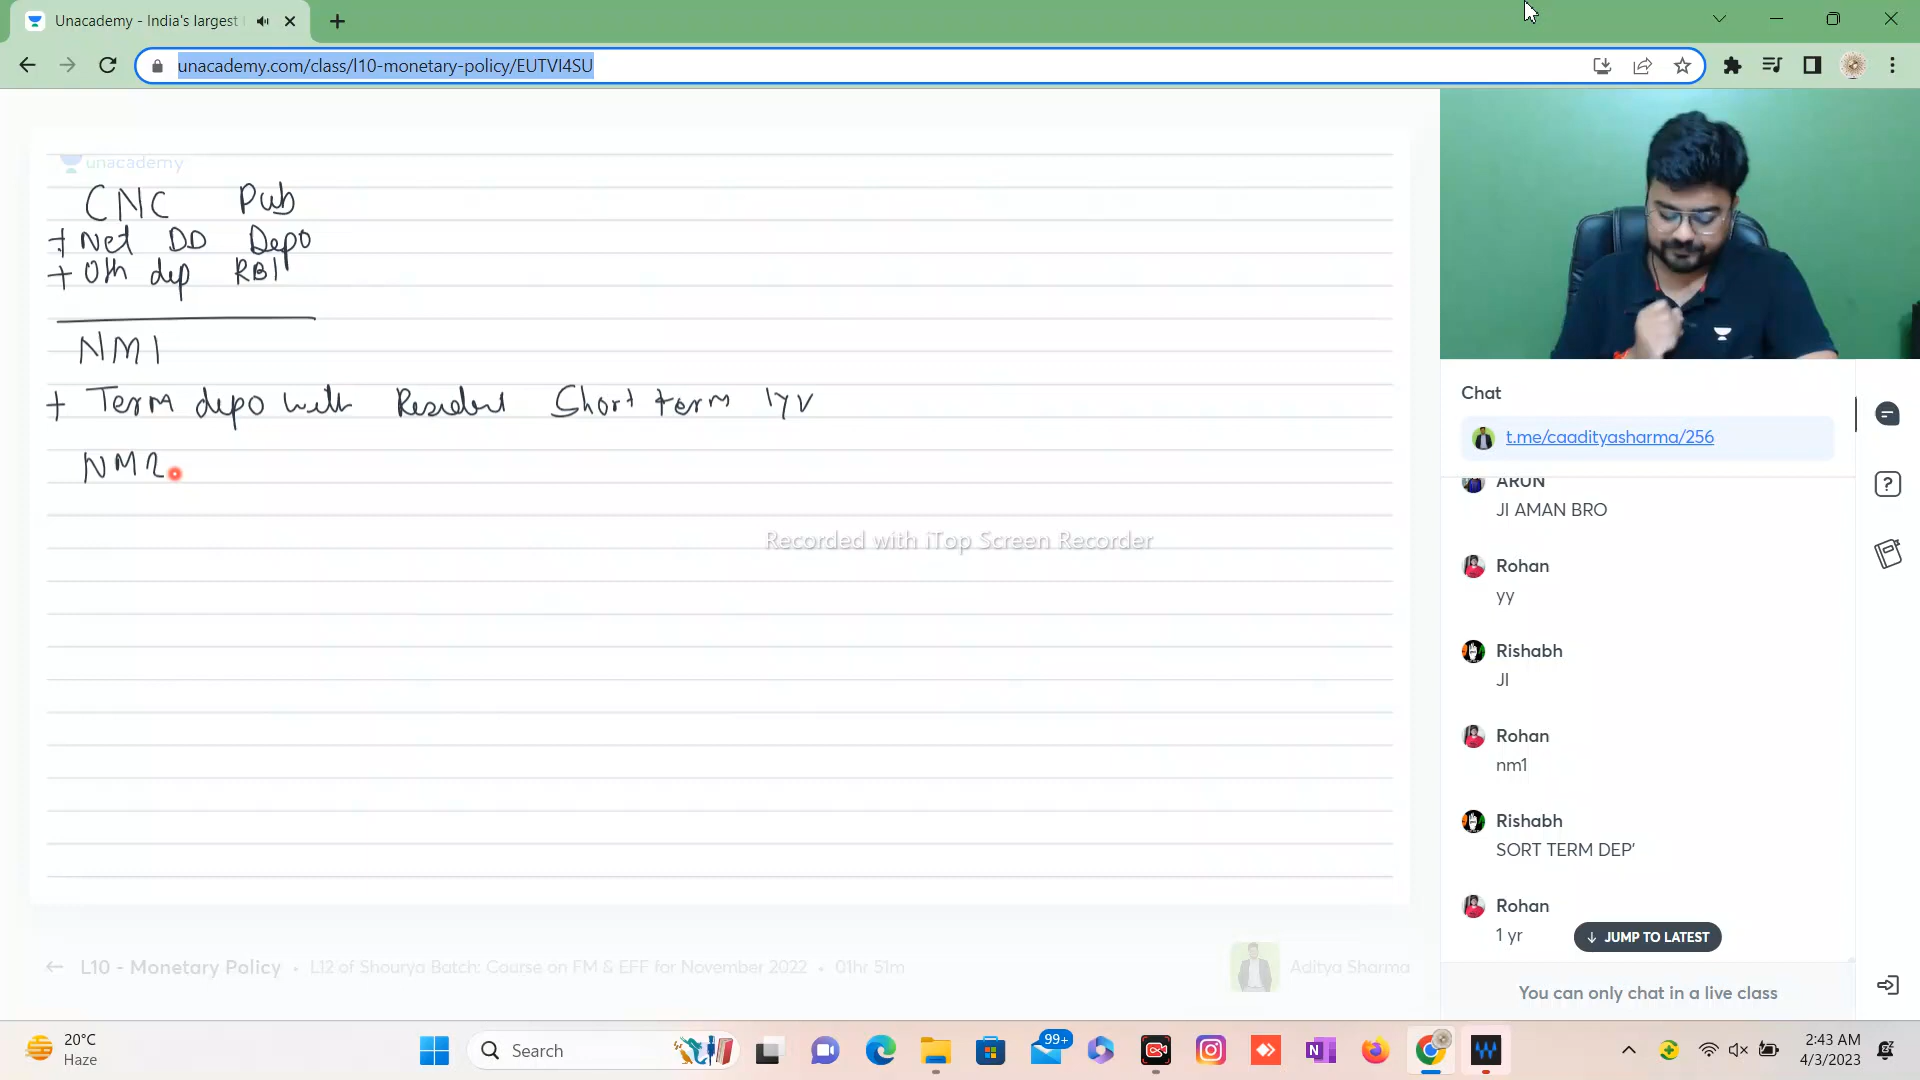 Unacademy - India's largest
unacademy.com/class/l10-monetary-policy/EUTVI4SU
unacademy
CNC Pub
+ Net DD Depo
+ Oth dep RBI
NM1
+ Term depo with Resident Short term 1yr
NM2
Recorded with iTop Screen Recorder
L10 - Monetary Policy • L12 of Shourya Batch: Course on FM & EFF for November 2022 • 01hr 51m
Aditya Sharma
Chat
t.me/caadityasharma/256
ARUN
JI AMAN BRO
Rohan
yy
Rishabh
JI
Rohan
nm1
Rishabh
SORT TERM DEP'
Rohan
1 yr
JUMP TO LATEST
You can only chat in a live class
20°C
Haze
Search
99+
2:43 AM
4/3/2023